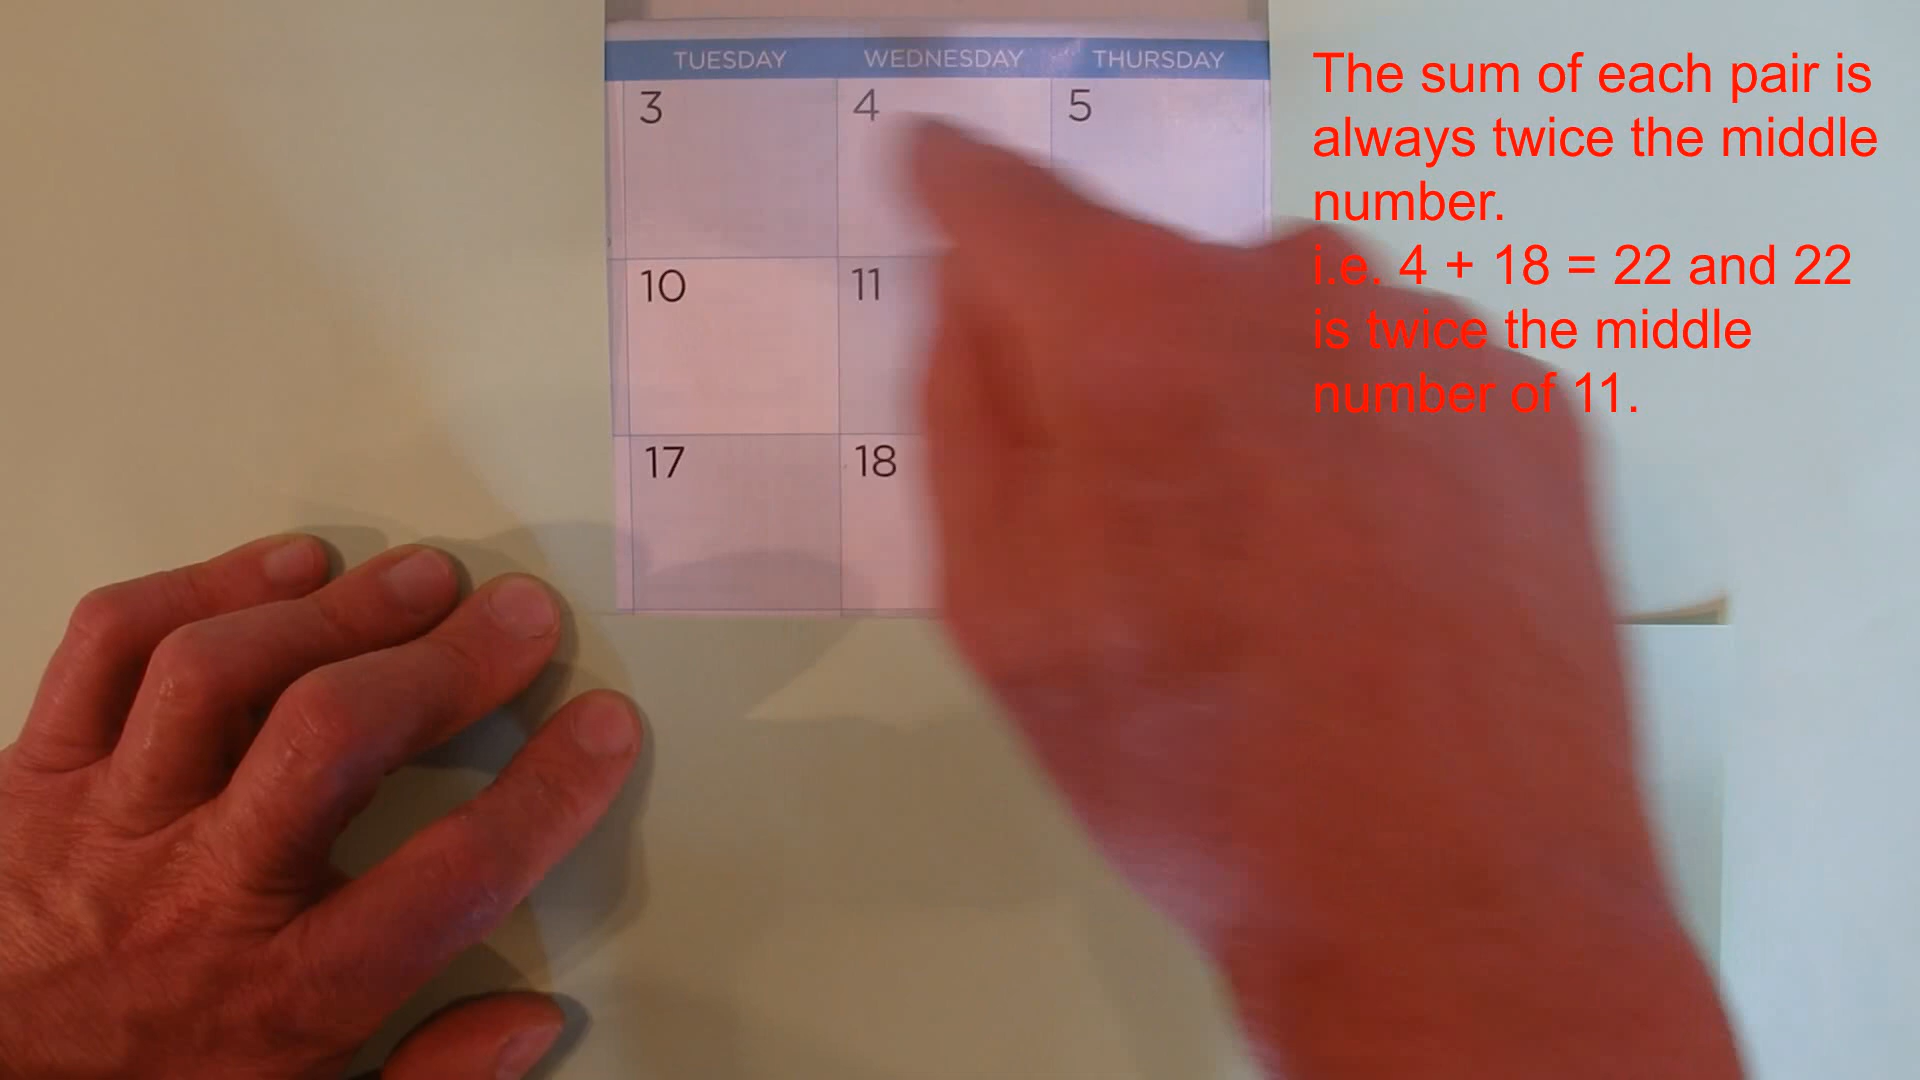 TUESDAY WEDNESDAY THURSDAY
3 4 5
10 11
17 18
The sum of each pair is
always twice the middle
number.
i.e. 4 + 18 = 22 and 22
is twice the middle
number of 11.